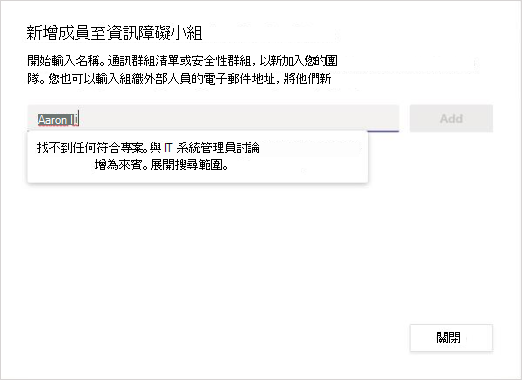 新增成員至資訊障礙小組
開始輸入名稱。通訊群組清單或安全性群組，以新加入您的團
隊。您也可以輸入組織外部人員的電子郵件地址，將他們新
Aaron Ii
Add
找不到任何符合專案。與 IT 系統管理員討論
增為來賓。展開搜尋範圍。
關閉